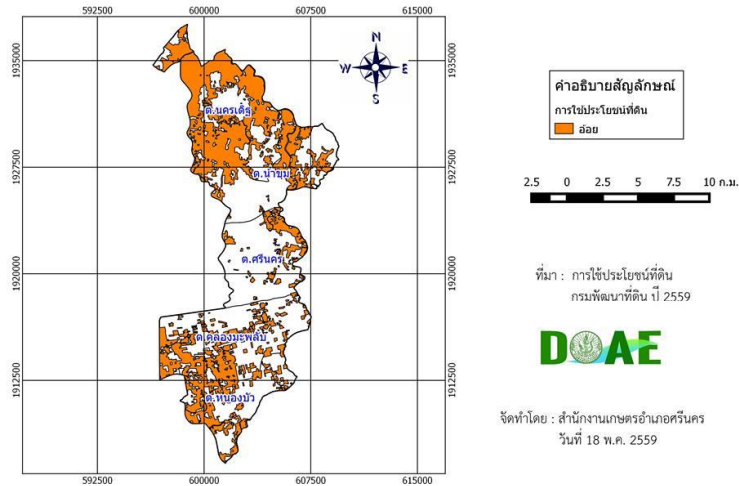 592500 600000 607500 615000
1935000 1935000
N
W E
S
คำอธิบายสัญลักษณ์
การใช้ประโยชน์ที่ดิน
อ้อย
ต.นครเดิฐ
1927500 1927500
ต.น้ำขุม
2.5 0 2.5 5 7.5 10 ก.ม.
ต.ศรีนคร
1920000 1920000
ที่มา : การใช้ประโยชน์ที่ดิน
กรมพัฒนาที่ดิน ปี 2559
ต.คลองมะพลับ
DOAE
1912500 1912500
ต.หนองบัว
จัดทำโดย : สำนักงานเกษตรอำเภอศรีนคร
วันที่ 18 พ.ค. 2559
592500 600000 607500 615000